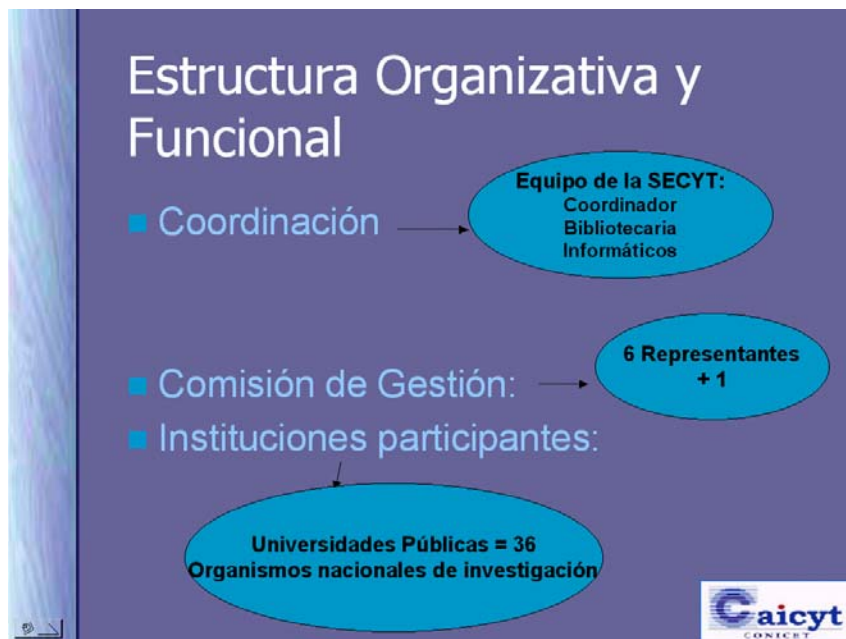 Estructura Organizativa y
Funcional
Coordinación
Equipo de la SECYT:
Coordinador
Bibliotecaria
Informáticos
Comisión de Gestión:
6 Representantes
+ 1
Instituciones participantes:
Universidades Públicas = 36
Organismos nacionales de investigación
Caicyt
CONICET